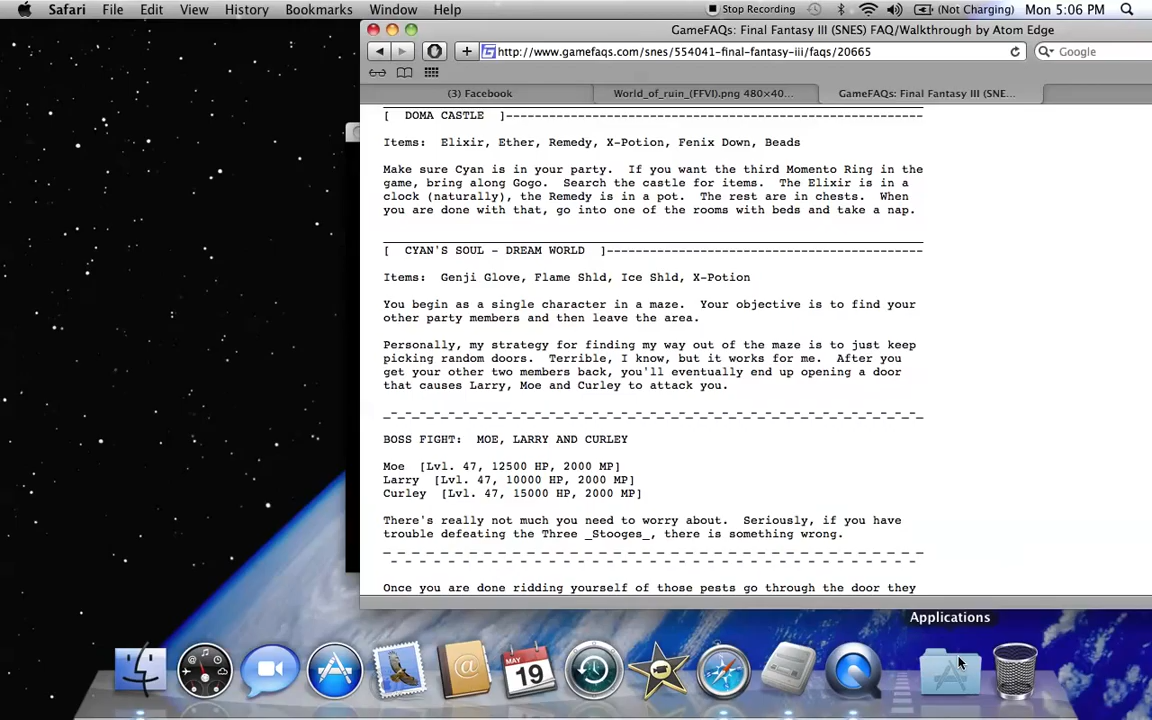 Safari File Edit View History Bookmarks Window Help Stop Recording (Not Charging) Mon 5:06 PM
GameFAQs: Final Fantasy III (SNES) FAQ/Walkthrough by Atom Edge
http://www.gamefaqs.com/snes/554041-final-fantasy-iii/faqs/20665 Google
(3) Facebook World_of_ruin_(FFVI).png 480×40... GameFAQs: Final Fantasy III (SNE...
[ DOMA CASTLE ]----------------------------------------------------------
Items: Elixir, Ether, Remedy, X-Potion, Fenix Down, Beads
Make sure Cyan is in your party. If you want the third Momento Ring in the
game, bring along Gogo. Search the castle for items. The Elixir is in a
clock (naturally), the Remedy is in a pot. The rest are in chests. When
you are done with that, go into one of the rooms with beds and take a nap.
[ CYAN'S SOUL - DREAM WORLD ]--------------------------------------------
Items: Genji Glove, Flame Shld, Ice Shld, X-Potion
You begin as a single character in a maze. Your objective is to find your
other party members and then leave the area.
Personally, my strategy for finding my way out of the maze is to just keep
picking random doors. Terrible, I know, but it works for me. After you
get your other two members back, you'll eventually end up opening a door
that causes Larry, Moe and Curley to attack you.
BOSS FIGHT: MOE, LARRY AND CURLEY
Moe [Lvl. 47, 12500 HP, 2000 MP]
Larry [Lvl. 47, 10000 HP, 2000 MP]
Curley [Lvl. 47, 15000 HP, 2000 MP]
There's really not much you need to worry about. Seriously, if you have
trouble defeating the Three _Stooges_, there is something wrong.
Once you are done ridding yourself of those pests go through the door they
Applications
MAY
19